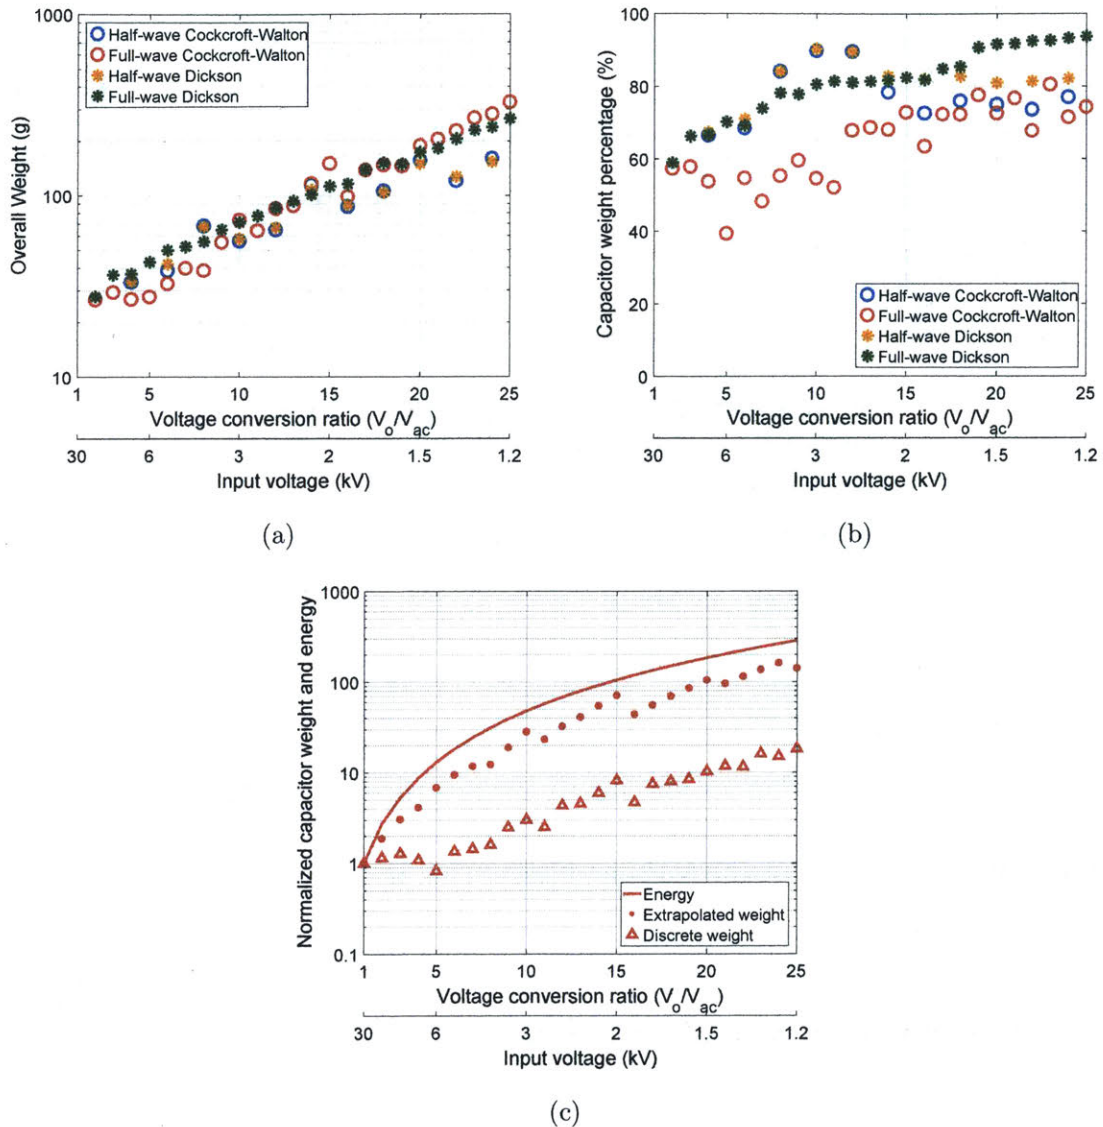 1000
100
10
Overall Weight (g)
Half-wave Cockcroft-Walton
Full-wave Cockcroft-Walton
Half-wave Dickson
Full-wave Dickson
1 5 10 15 20 25
Voltage conversion ratio (V_o/V_ac)
30 6 3 2 1.5 1.2
Input voltage (kV)
(a)
100
80
60
40
20
0
Capacitor weight percentage (%)
Half-wave Cockcroft-Walton
Full-wave Cockcroft-Walton
Half-wave Dickson
Full-wave Dickson
1 5 10 15 20 25
Voltage conversion ratio (V_o/V_ac)
30 6 3 2 1.5 1.2
Input voltage (kV)
(b)
1000
100
10
1
0.1
Normalized capacitor weight and energy
Energy
Extrapolated weight
Discrete weight
1 5 10 15 20 25
Voltage conversion ratio (V_o/V_ac)
30 6 3 2 1.5 1.2
Input voltage (kV)
(c)